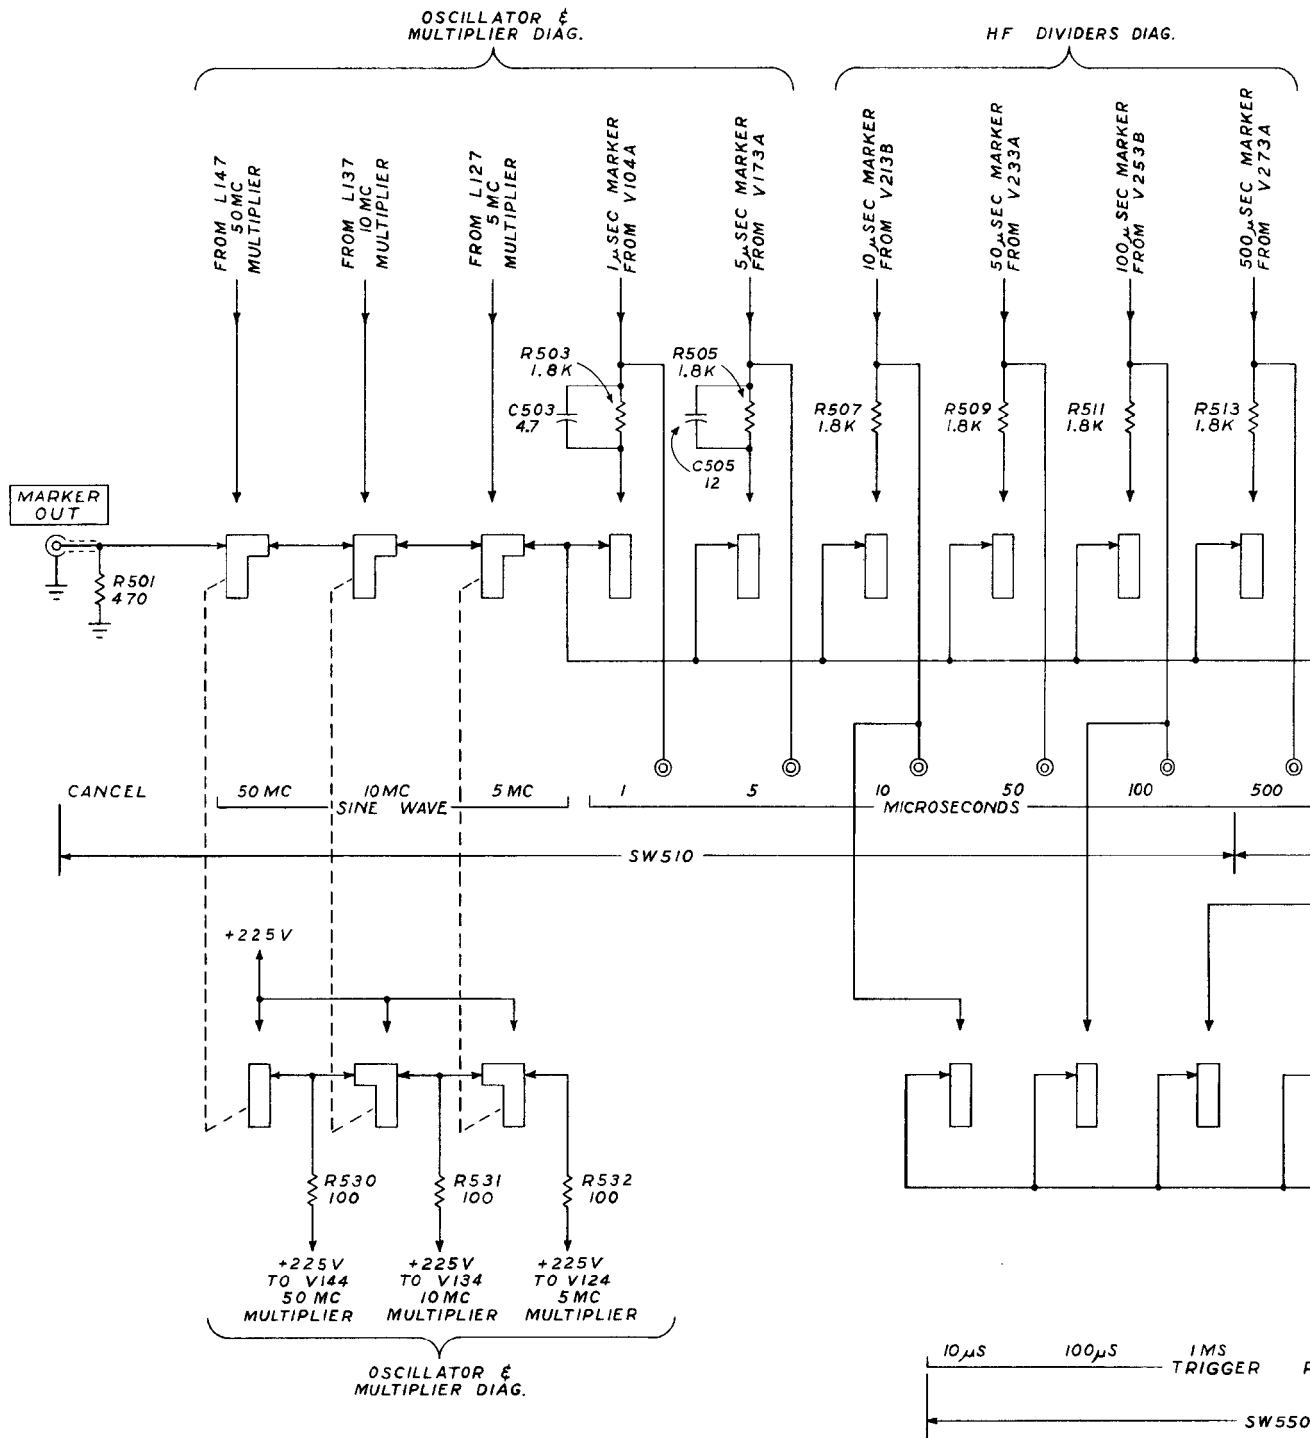 OSCILLATOR &
MULTIPLIER DIAG.
HF DIVIDERS DIAG.
FROM L147
50MC
MULTIPLIER
FROM L137
10MC
MULTIPLIER
FROM L127
5MC
MULTIPLIER
1μSEC MARKER
FROM V104A
5μSEC MARKER
FROM V173A
10μSEC MARKER
FROM V213B
50μSEC MARKER
FROM V233A
100μSEC MARKER
FROM V253B
500μSEC MARKER
FROM V273A
R503
1.8K
C503
4.7
R505
1.8K
C505
12
R507
1.8K
R509
1.8K
R511
1.8K
R513
1.8K
MARKER
OUT
R501
470
CANCEL
50MC
10MC
5MC
SINE WAVE
1
5
10
50
100
500
MICROSECONDS
SW510
+225V
R530
100
R531
100
R532
100
+225V
TO V144
50MC
MULTIPLIER
+225V
TO V134
10MC
MULTIPLIER
+225V
TO V124
5MC
MULTIPLIER
OSCILLATOR &
MULTIPLIER DIAG.
10μS
100μS
1MS
TRIGGER
SW550